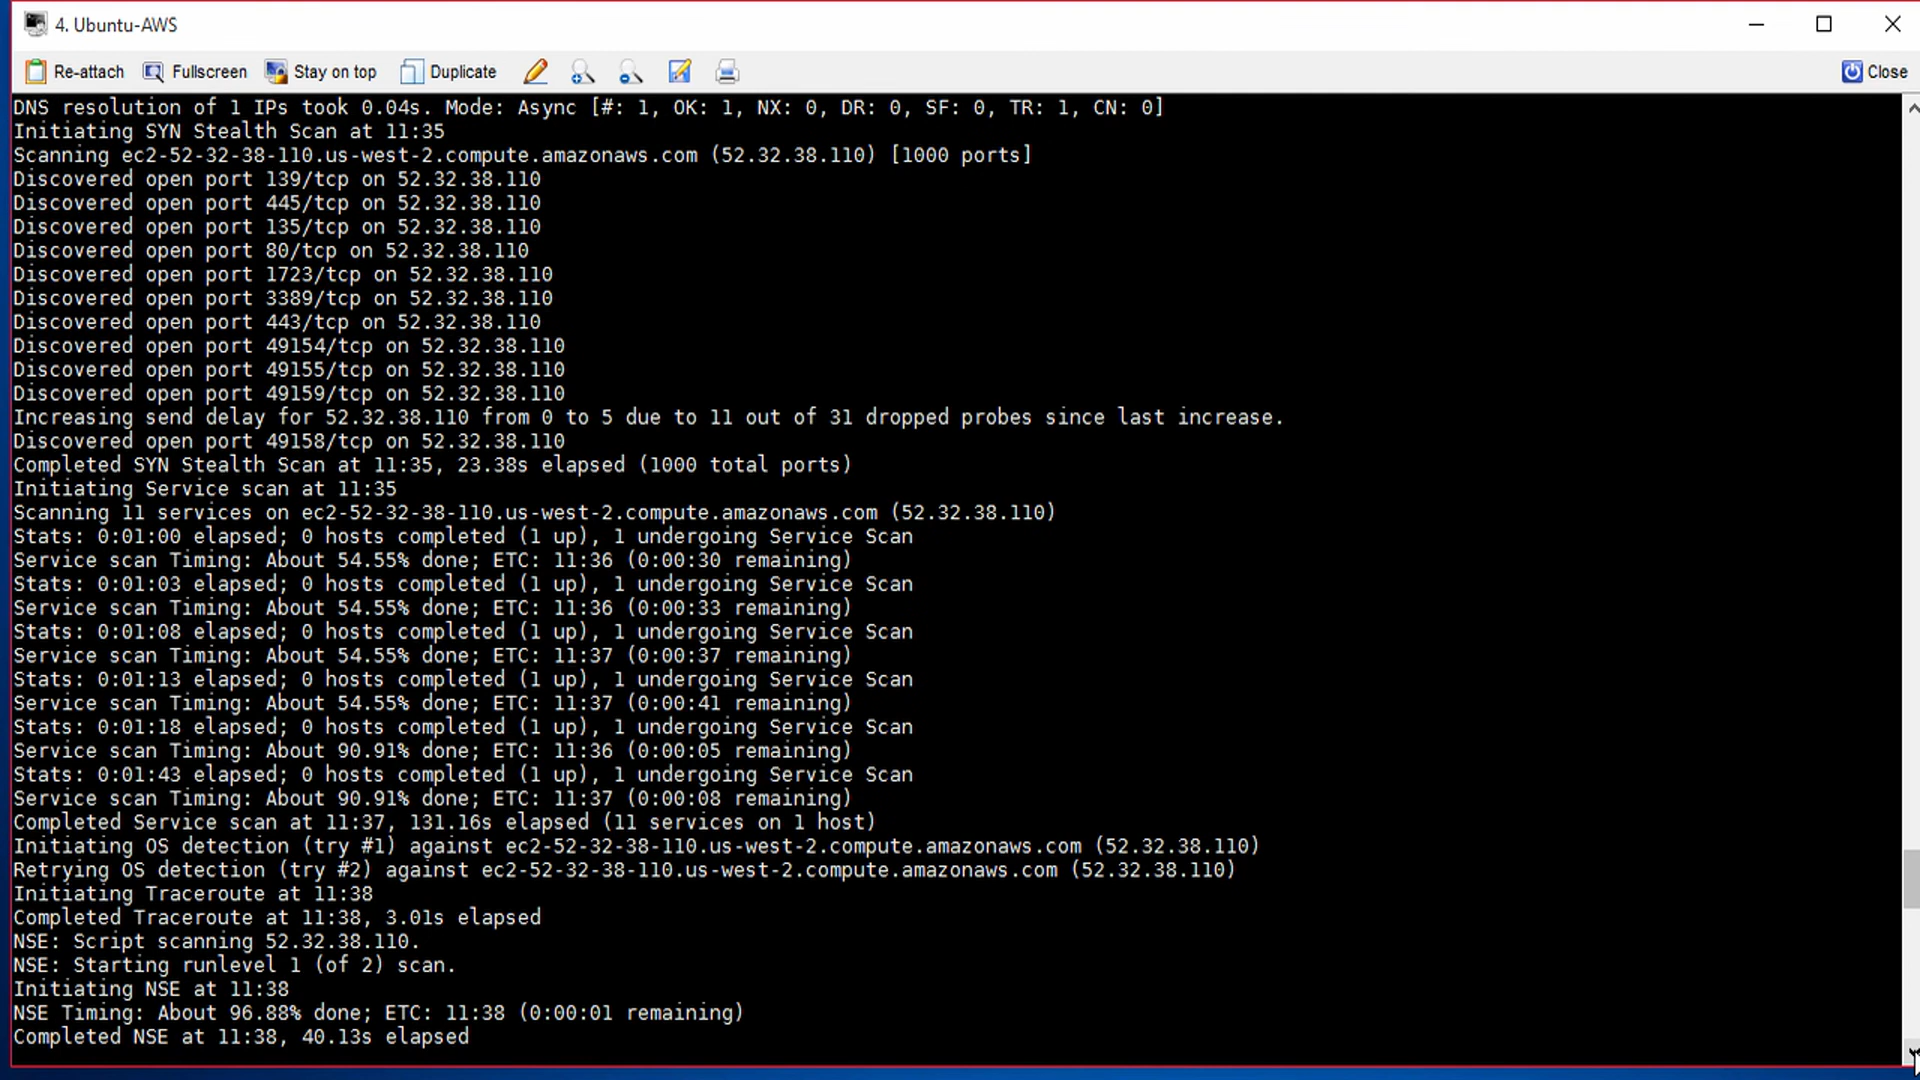 4. Ubuntu-AWS
Re-attach Fullscreen Stay on top Duplicate Close
DNS resolution of 1 IPs took 0.04s. Mode: Async [#: 1, OK: 1, NX: 0, DR: 0, SF: 0, TR: 1, CN: 0]
Initiating SYN Stealth Scan at 11:35
Scanning ec2-52-32-38-110.us-west-2.compute.amazonaws.com (52.32.38.110) [1000 ports]
Discovered open port 139/tcp on 52.32.38.110
Discovered open port 445/tcp on 52.32.38.110
Discovered open port 135/tcp on 52.32.38.110
Discovered open port 80/tcp on 52.32.38.110
Discovered open port 1723/tcp on 52.32.38.110
Discovered open port 3389/tcp on 52.32.38.110
Discovered open port 443/tcp on 52.32.38.110
Discovered open port 49154/tcp on 52.32.38.110
Discovered open port 49155/tcp on 52.32.38.110
Discovered open port 49159/tcp on 52.32.38.110
Increasing send delay for 52.32.38.110 from 0 to 5 due to 11 out of 31 dropped probes since last increase.
Discovered open port 49158/tcp on 52.32.38.110
Completed SYN Stealth Scan at 11:35, 23.38s elapsed (1000 total ports)
Initiating Service scan at 11:35
Scanning 11 services on ec2-52-32-38-110.us-west-2.compute.amazonaws.com (52.32.38.110)
Stats: 0:01:00 elapsed; 0 hosts completed (1 up), 1 undergoing Service Scan
Service scan Timing: About 54.55% done; ETC: 11:36 (0:00:30 remaining)
Stats: 0:01:03 elapsed; 0 hosts completed (1 up), 1 undergoing Service Scan
Service scan Timing: About 54.55% done; ETC: 11:36 (0:00:33 remaining)
Stats: 0:01:08 elapsed; 0 hosts completed (1 up), 1 undergoing Service Scan
Service scan Timing: About 54.55% done; ETC: 11:37 (0:00:37 remaining)
Stats: 0:01:13 elapsed; 0 hosts completed (1 up), 1 undergoing Service Scan
Service scan Timing: About 54.55% done; ETC: 11:37 (0:00:41 remaining)
Stats: 0:01:18 elapsed; 0 hosts completed (1 up), 1 undergoing Service Scan
Service scan Timing: About 90.91% done; ETC: 11:36 (0:00:05 remaining)
Stats: 0:01:43 elapsed; 0 hosts completed (1 up), 1 undergoing Service Scan
Service scan Timing: About 90.91% done; ETC: 11:37 (0:00:08 remaining)
Completed Service scan at 11:37, 131.16s elapsed (11 services on 1 host)
Initiating OS detection (try #1) against ec2-52-32-38-110.us-west-2.compute.amazonaws.com (52.32.38.110)
Retrying OS detection (try #2) against ec2-52-32-38-110.us-west-2.compute.amazonaws.com (52.32.38.110)
Initiating Traceroute at 11:38
Completed Traceroute at 11:38, 3.01s elapsed
NSE: Script scanning 52.32.38.110.
NSE: Starting runlevel 1 (of 2) scan.
Initiating NSE at 11:38
NSE Timing: About 96.88% done; ETC: 11:38 (0:00:01 remaining)
Completed NSE at 11:38, 40.13s elapsed